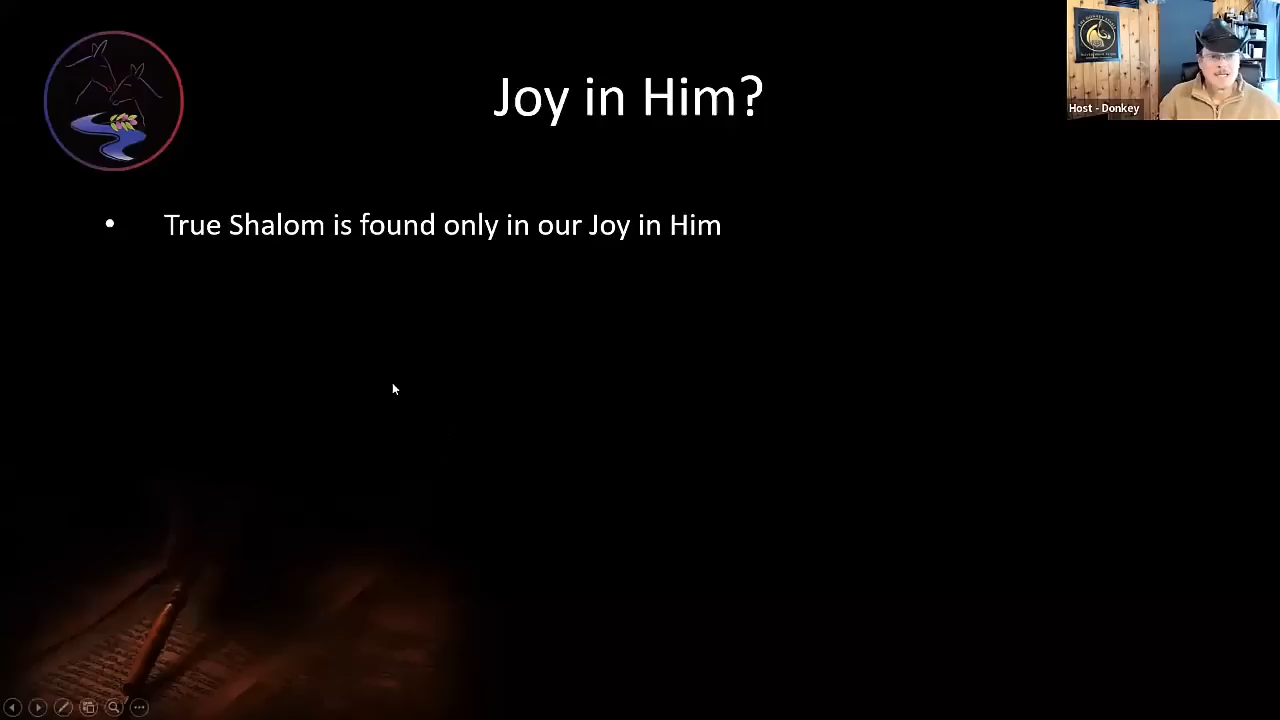 Joy in Him?
Host - Donkey
• True Shalom is found only in our Joy in Him